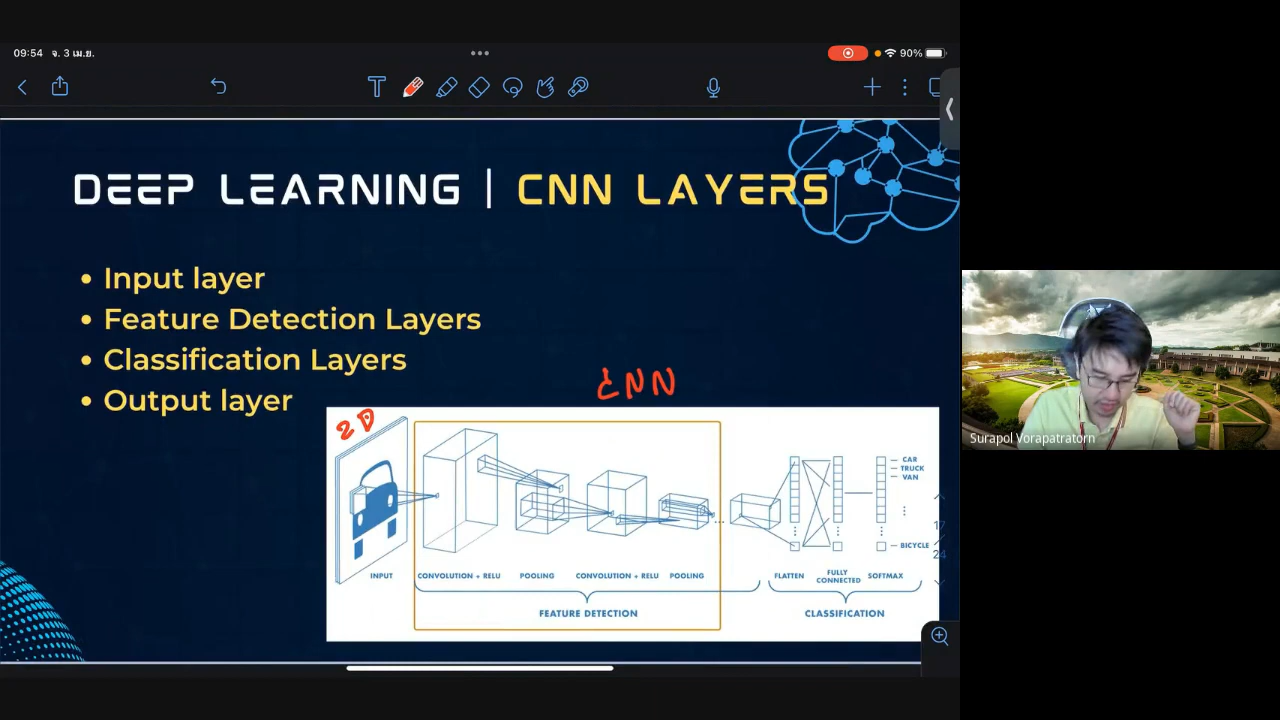 09:54 จ. 3 เม.ย.
90%
DEEP LEARNING | CNN LAYERS
• Input layer
• Feature Detection Layers
• Classification Layers
• Output layer
CNN
2D
CAR
TRUCK
VAN
BICYCLE
INPUT
CONVOLUTION + RELU
POOLING
CONVOLUTION + RELU
POOLING
FLATTEN
FULLY
CONNECTED
SOFTMAX
FEATURE DETECTION
CLASSIFICATION
17
24
Surapol Vorapatratorn